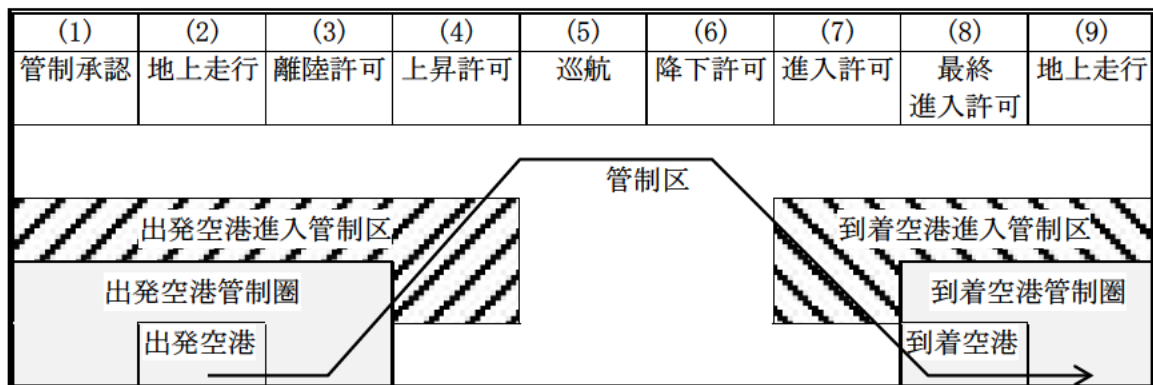 (1) (2) (3) (4) (5) (6) (7) (8) (9)
管制承認 地上走行 離陸許可 上昇許可 巡航 降下許可 進入許可 最終 地上走行
進入許可
管制区
出発空港進入管制区 到着空港進入管制区
出発空港管制圏 到着空港管制圏
出発空港 到着空港